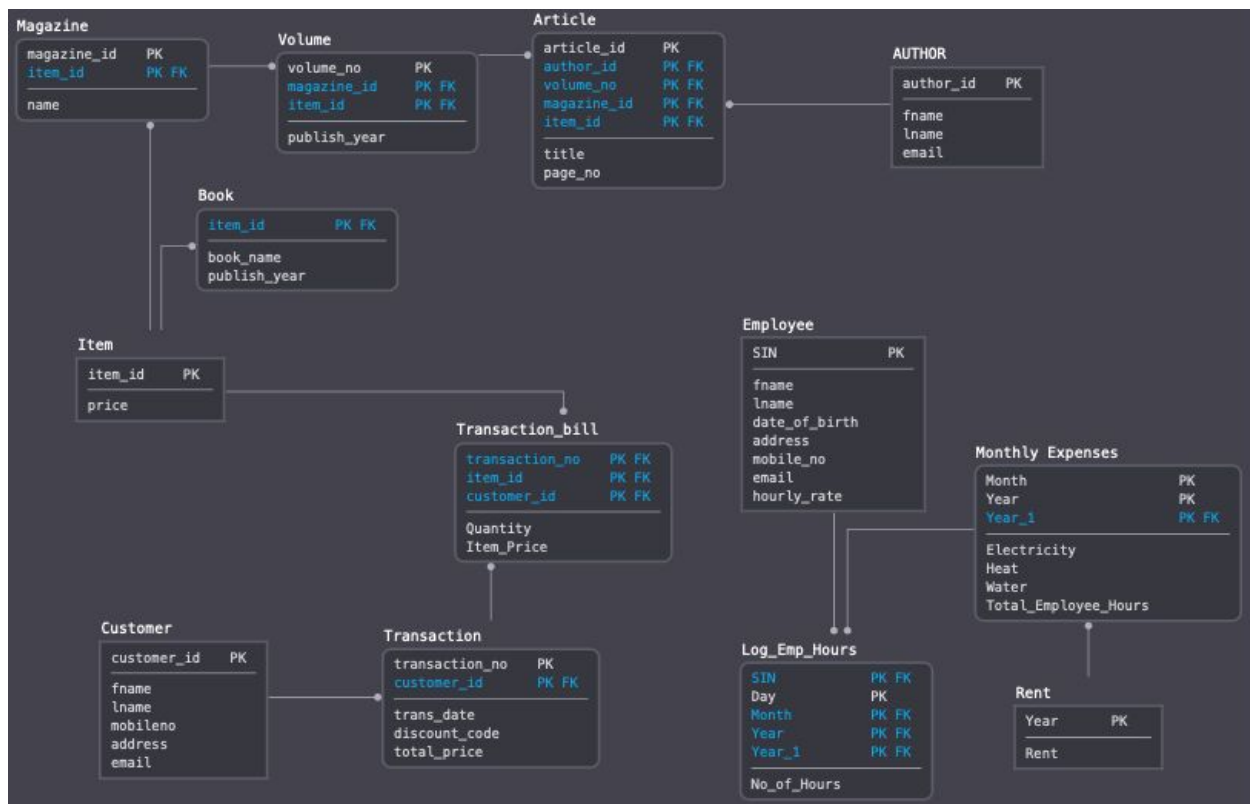 Magazine
magazine_id PK
item_id PK FK
name
Volume
volume_no PK
magazine_id PK FK
item_id PK FK
publish_year
Article
article_id PK
author_id PK FK
volume_no PK FK
magazine_id PK FK
item_id PK FK
title
page_no
AUTHOR
author_id PK
fname
lname
email
Book
item_id PK FK
book_name
publish_year
Item
item_id PK
price
Transaction_bill
transaction_no PK FK
item_id PK FK
customer_id PK FK
Quantity
Item_Price
Employee
SIN PK
fname
lname
date_of_birth
address
mobile_no
email
hourly_rate
Monthly Expenses
Month PK
Year PK
Year_1 PK FK
Electricity
Heat
Water
Total_Employee_Hours
Customer
customer_id PK
fname
lname
mobileno
address
email
Transaction
transaction_no PK
customer_id PK FK
trans_date
discount_code
total_price
Log_Emp_Hours
SIN PK FK
Day PK
Month PK FK
Year PK FK
Year_1 PK FK
No_of_Hours
Rent
Year PK
Rent